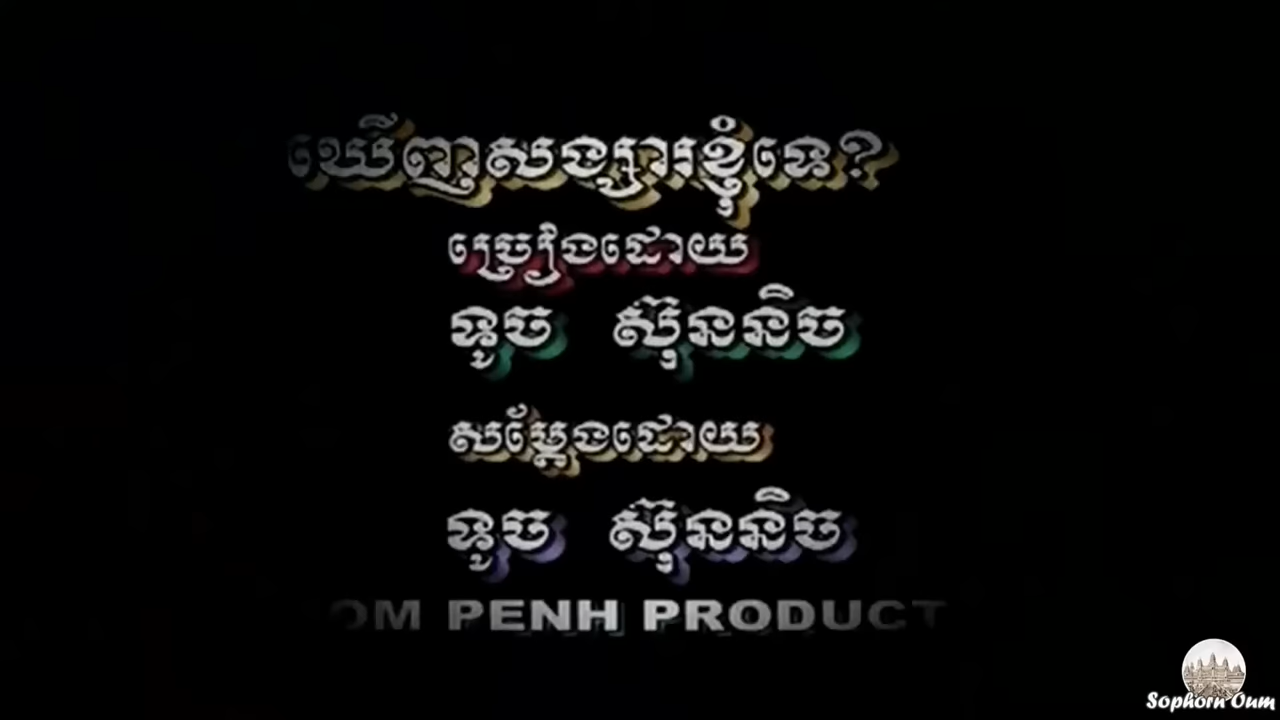 ឃើញសង្សារខ្ញុំទេ?
ច្រៀងដោយ
ទូច ស៊ុននិច
សម្ដែងដោយ
ទូច ស៊ុននិច
OM PENH PRODUCT
Sophorn Oum